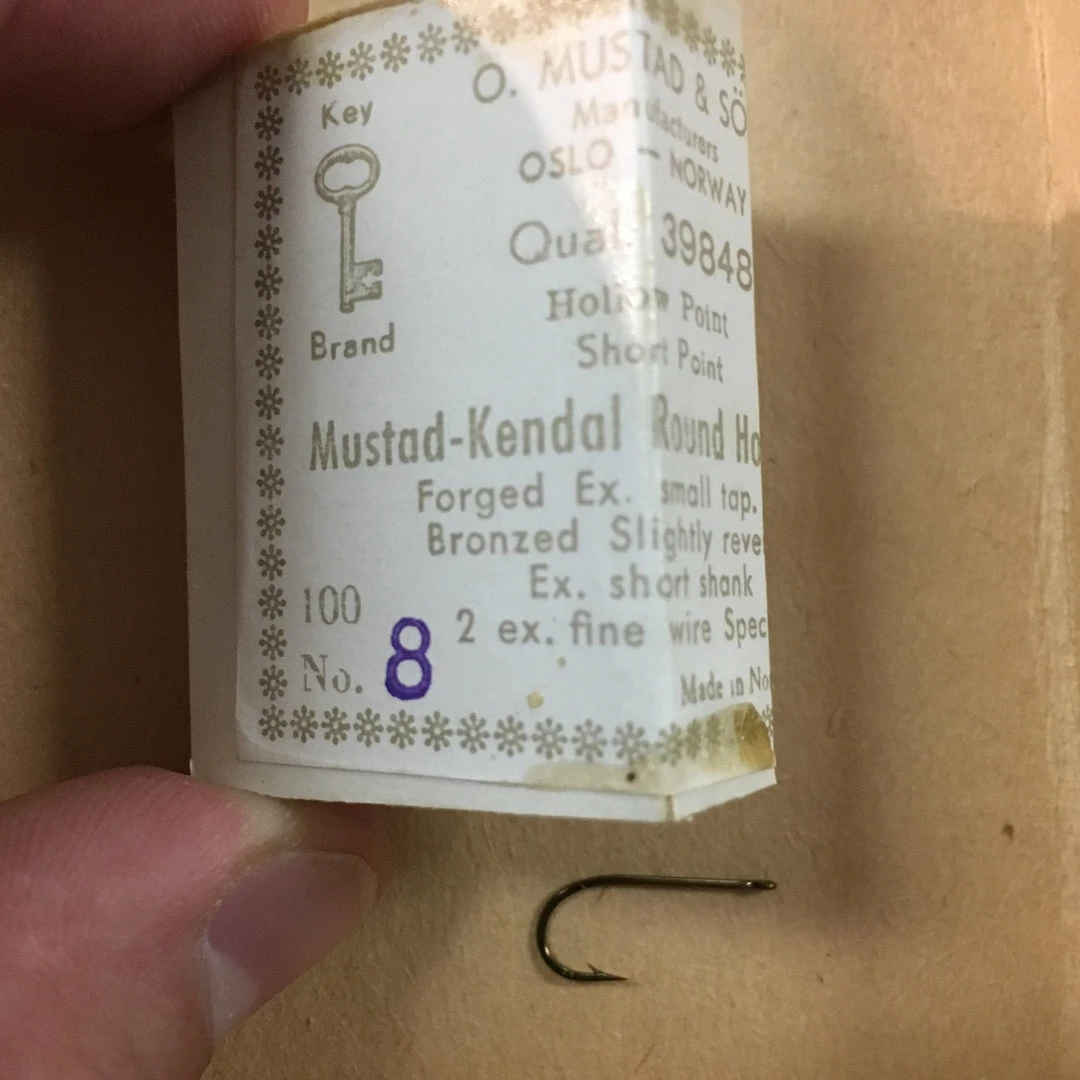 Key
Brand
O. MUSTAD & SÖ
Manufacturers
OSLO — NORWAY
Qual. 39848
Hollow Point
Short Point
Mustad-Kendal Round Ho
Forged Ex. small tap.
Bronzed Slightly reve
Ex. short shank
2 ex. fine wire Spec
100
No. 8
Made in No